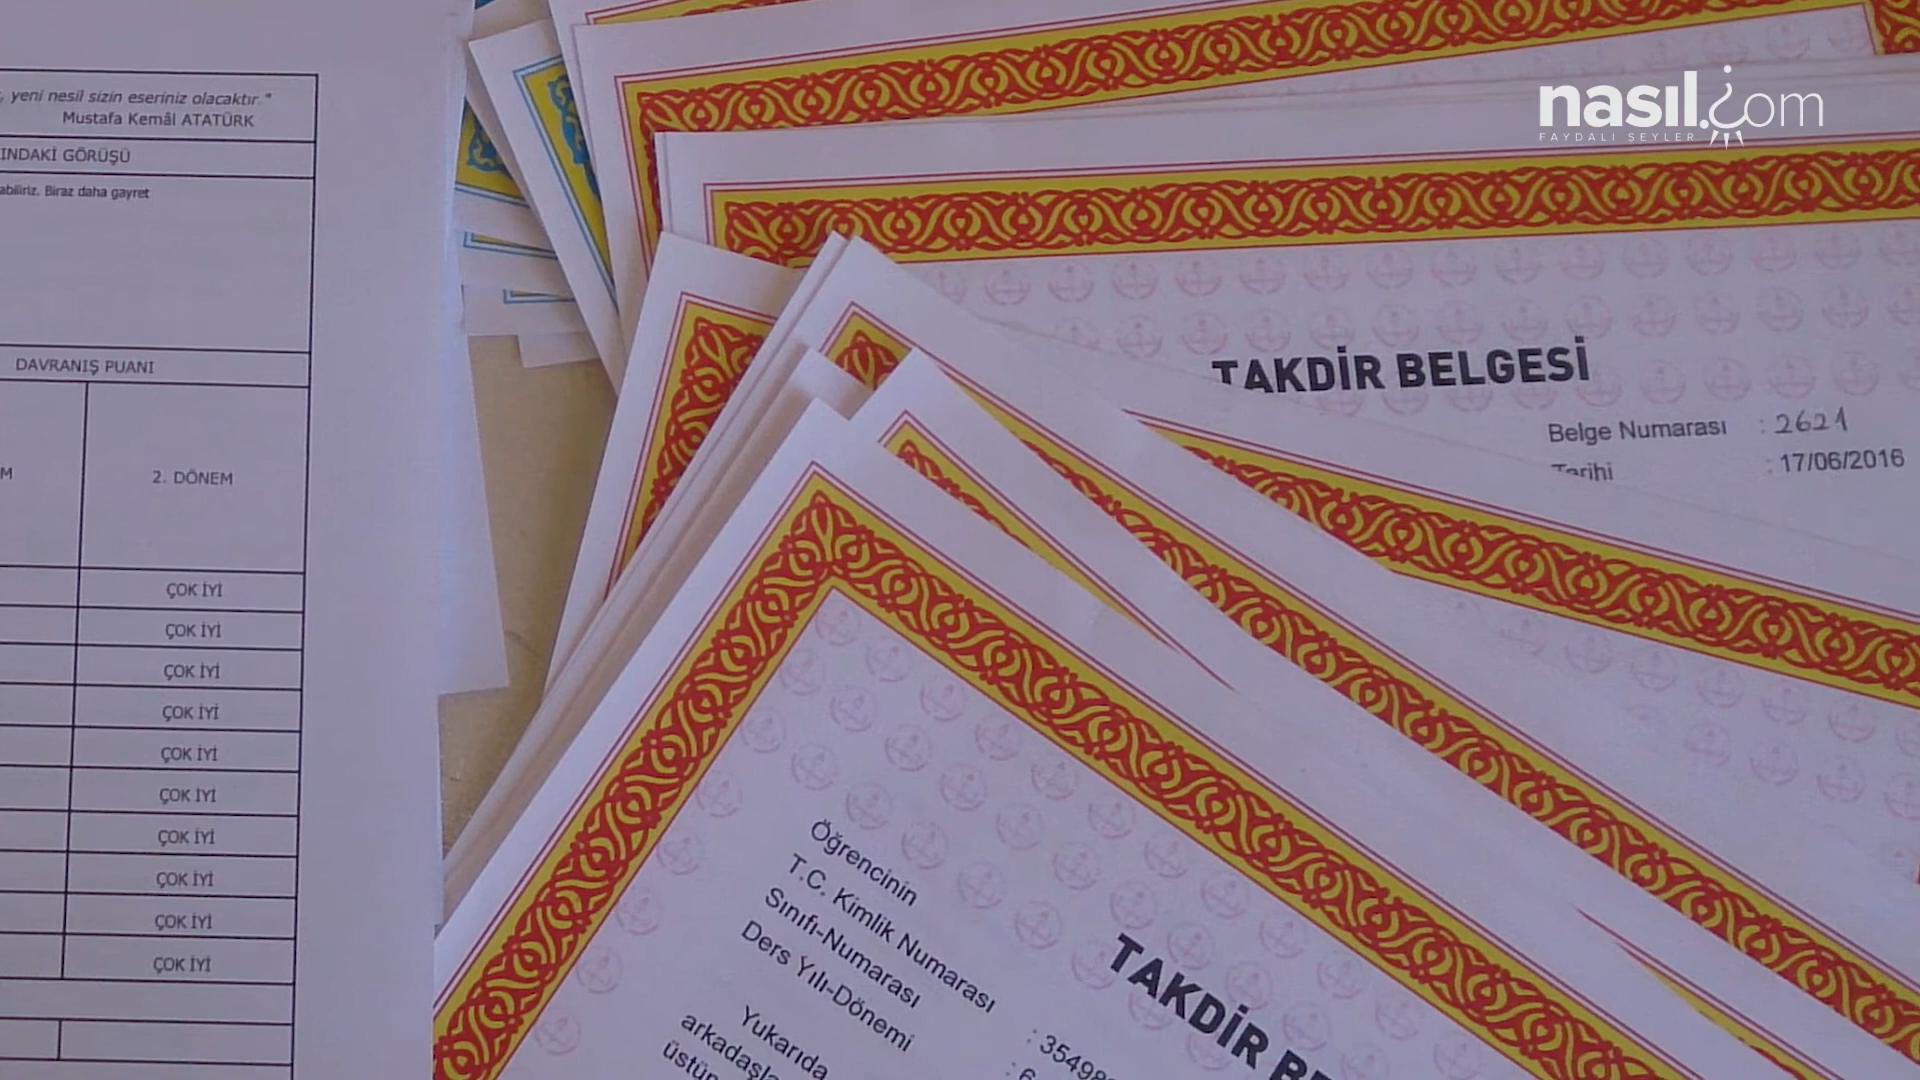 , yeni nesil sizin eseriniz olacaktır."
Mustafa Kemâl ATATÜRK
INDAKİ GÖRÜŞÜ
abiliriz. Biraz daha gayret
DAVRANIŞ PUANI
M
2. DÖNEM
ÇOK İYİ
ÇOK İYİ
ÇOK İYİ
ÇOK İYİ
ÇOK İYİ
ÇOK İYİ
ÇOK İYİ
ÇOK İYİ
ÇOK İYİ
ÇOK İYİ
nasıl.com
FAYDALI ŞEYLER
TAKDİR BELGESİ
Belge Numarası : 2621
Tarihi : 17/06/2016
TAKDİR BE
Öğrencinin
T.C. Kimlik Numarası : 35498
Sınıfı-Numarası : 6
Ders Yılı-Dönemi
Yukarıda
arkadaşla
üstün